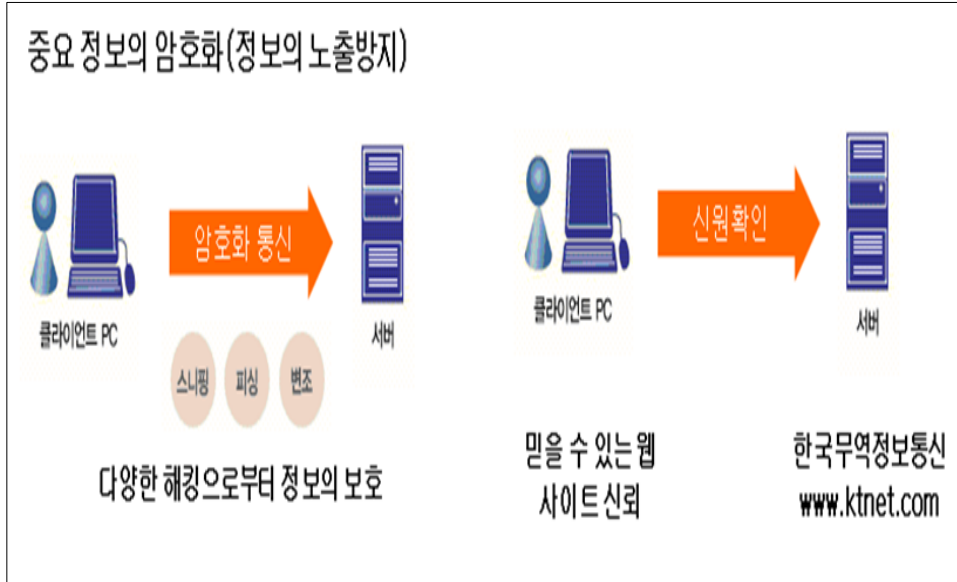 중요 정보의 암호화(정보의 노출방지)
암호화 통신
클라이언트 PC
서버
스니핑
피싱
변조
다양한 해킹으로부터 정보의 보호
신원확인
클라이언트 PC
서버
믿을 수 있는 웹
사이트 신뢰
한국무역정보통신
www.ktnet.com